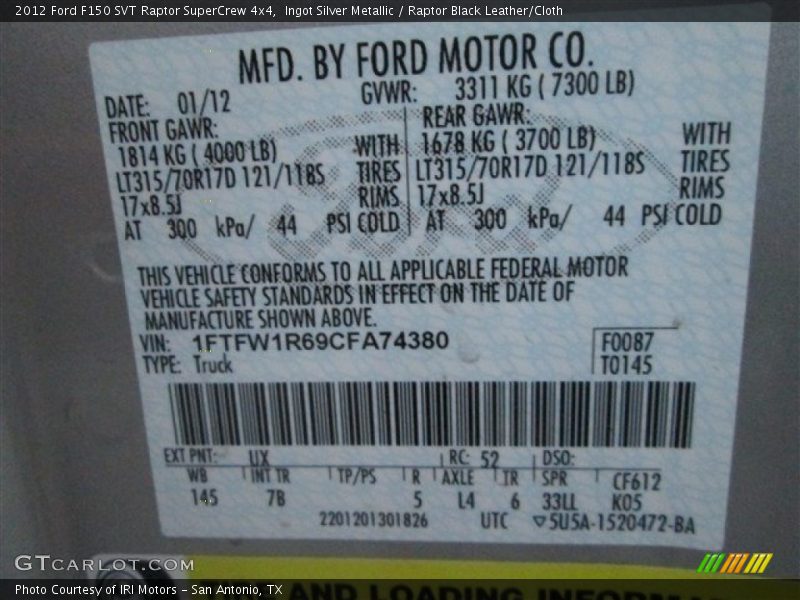 2012 Ford F150 SVT Raptor SuperCrew 4x4, Ingot Silver Metallic / Raptor Black Leather/Cloth
MFD. BY FORD MOTOR CO.
DATE: 01/12 GVWR: 3311 KG ( 7300 LB)
FRONT GAWR: REAR GAWR:
1814 KG ( 4000 LB) WITH 1678 KG ( 3700 LB) WITH
LT315/70R17D 121/118S TIRES LT315/70R17D 121/118S TIRES
17x8.5J RIMS 17x8.5J RIMS
AT 300 kPa/ 44 PSI COLD AT 300 kPa/ 44 PSI COLD
THIS VEHICLE CONFORMS TO ALL APPLICABLE FEDERAL MOTOR
VEHICLE SAFETY STANDARDS IN EFFECT ON THE DATE OF
MANUFACTURE SHOWN ABOVE.
VIN: 1FTFW1R69CFA74380 F0087
TYPE: Truck T0145
EXT PNT: UX RC: 52 DSO:
WB INT TR TP/PS R AXLE TR SPR CF612
145 7B 5 L4 6 33LL K05
2201201301826 UTC ▽5U5A-1520472-BA
GTCARLOT.COM
AND LOADING INFORM
Photo Courtesy of IRI Motors - San Antonio, TX